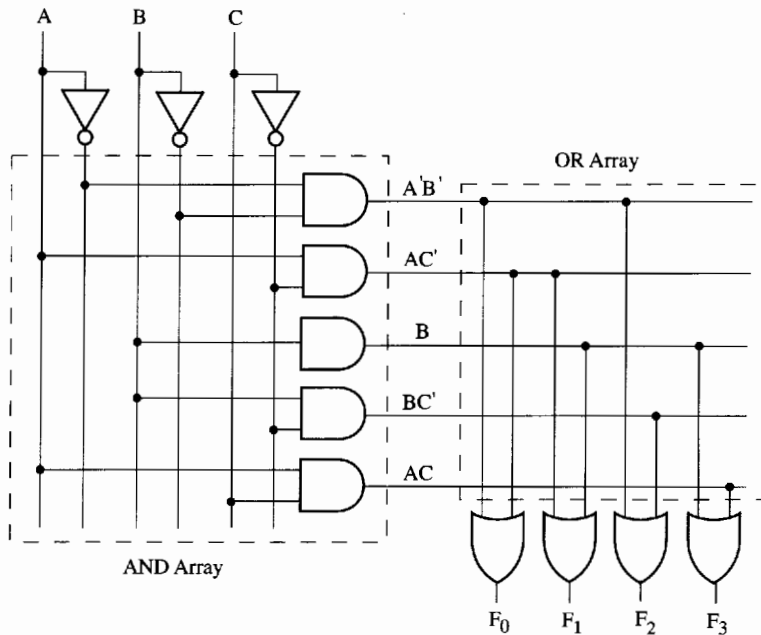 A B C
OR Array
A'B'
AC'
B
BC'
AC
AND Array
F0 F1 F2 F3